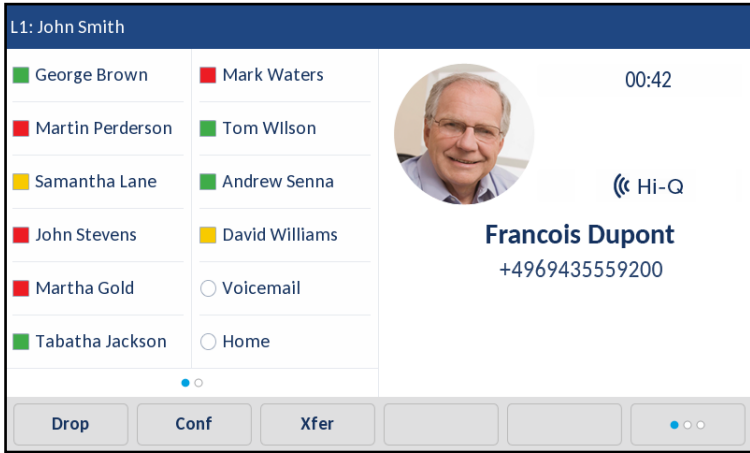 L1: John Smith
George Brown
Martin Perderson
Samantha Lane
John Stevens
Martha Gold
Tabatha Jackson
Mark Waters
Tom WIlson
Andrew Senna
David Williams
Voicemail
Home
00:42
Hi-Q
Francois Dupont
+4969435559200
Drop
Conf
Xfer